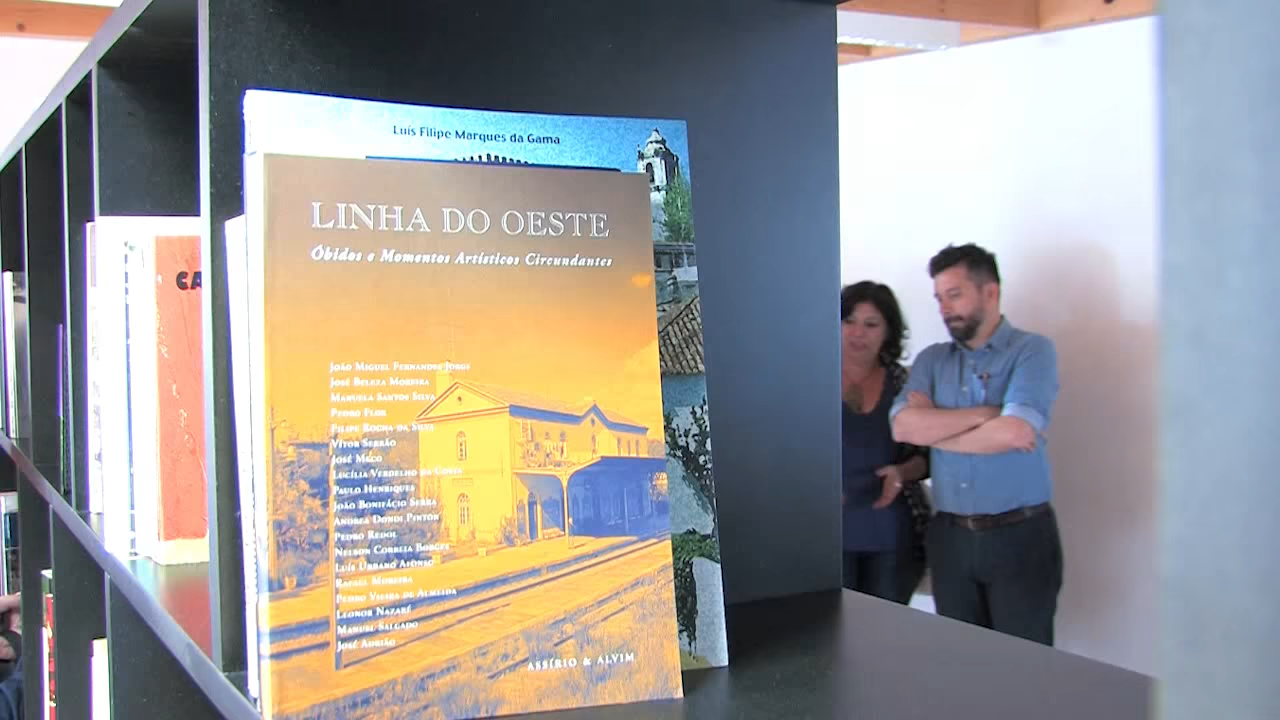 Luís Filipe Marques da Gama
LINHA DO OESTE
Óbidos e Momentos Artísticos Circundantes
JOÃO MIGUEL FERNANDES JORGE
JOSÉ BELEZA MOREIRA
MANUELA SANTOS SILVA
PEDRO FLOR
FILIPE ROCHA DA SILVA
VÍTOR SERRÃO
JOSÉ MECO
LUCÍLIA VERDELHO DA COSTA
PAULO HENRIQUES
JOÃO BONIFÁCIO SERRA
ANDREA DONDI PINTON
PEDRO REDOL
NELSON CORREIA BORGES
LUÍS URBANO AFONSO
RAFAEL MOREIRA
PEDRO VIEIRA DE ALMEIDA
LEONOR NAZARÉ
MANUEL SALGADO
JOSÉ ADRIÃO
ASSÍRIO & ALVIM
CA